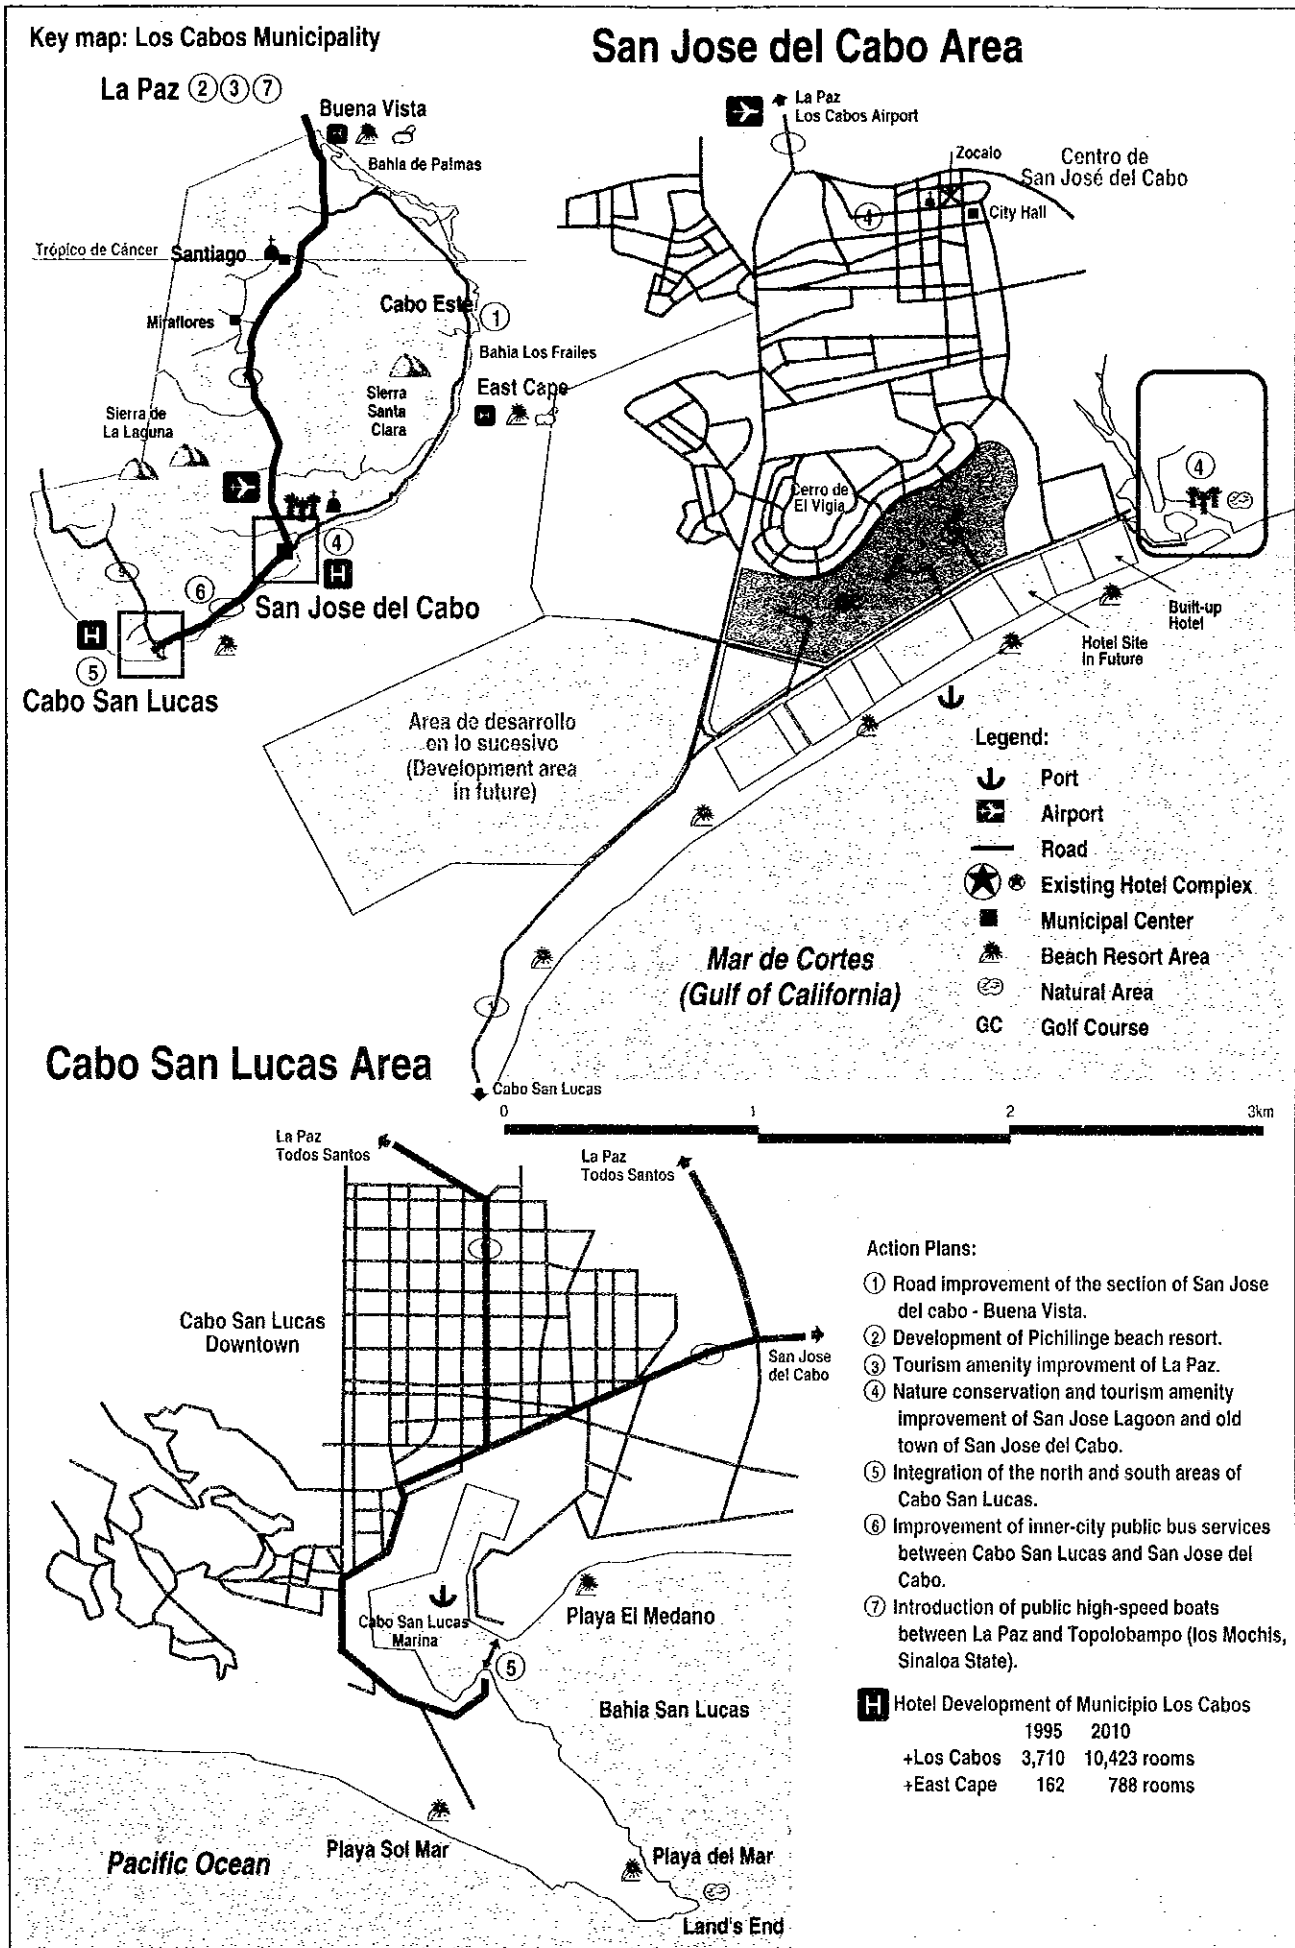 Key map: Los Cabos Municipality
La Paz ② ③ ⑦
Buena Vista
H
Bahia de Palmas
Trópico de Cáncer
Santiago
Miraflores
Cabo Este
①
Bahia Los Frailes
East Cape
H
Sierra
Santa
Clara
Sierra de
La Laguna
④
H
⑥
San Jose del Cabo
H
⑤
Cabo San Lucas
9
San Jose del Cabo Area
La Paz
Los Cabos Airport
Zocalo
Centro de
San José del Cabo
④
City Hall
Cerro de
El Vigia
④
Built-up
Hotel
Hotel Site
In Future
Area de desarrollo
en lo sucesivo
(Development area
in future)
Legend:
Port
Airport
Road
Existing Hotel Complex
Municipal Center
Beach Resort Area
Natural Area
GC Golf Course
Mar de Cortes
(Gulf of California)
Cabo San Lucas
0 1 2 3km
Cabo San Lucas Area
La Paz
Todos Santos
La Paz
Todos Santos
Cabo San Lucas
Downtown
San Jose
del Cabo
Cabo San Lucas
Marina
Playa El Medano
⑤
Bahia San Lucas
Playa Sol Mar
Pacific Ocean
Playa del Mar
Land's End
Action Plans:
① Road improvement of the section of San Jose
del cabo - Buena Vista.
② Development of Pichilinge beach resort.
③ Tourism amenity improvment of La Paz.
④ Nature conservation and tourism amenity
improvement of San Jose Lagoon and old
town of San Jose del Cabo.
⑤ Integration of the north and south areas of
Cabo San Lucas.
⑥ Improvement of inner-city public bus services
between Cabo San Lucas and San Jose del
Cabo.
⑦ Introduction of public high-speed boats
between La Paz and Topolobampo (los Mochis,
Sinaloa State).
H Hotel Development of Municipio Los Cabos
1995 2010
+Los Cabos 3,710 10,423 rooms
+East Cape 162 788 rooms